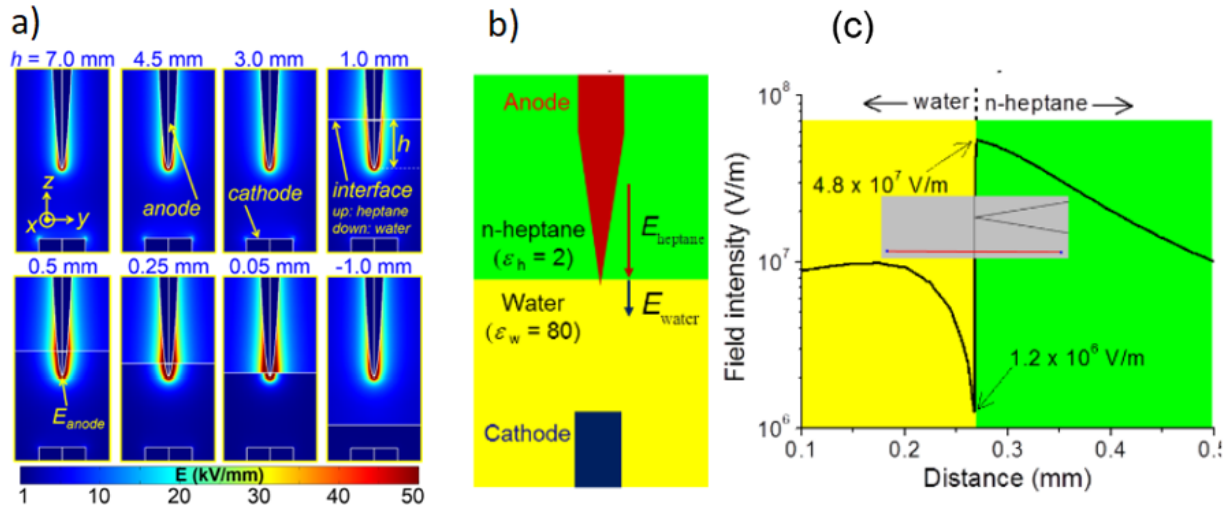 a)
h = 7.0 mm
4.5 mm
3.0 mm
1.0 mm
h
z
x
y
anode
cathode
interface
up: heptane
down: water
0.5 mm
0.25 mm
0.05 mm
-1.0 mm
E_anode
E (kV/mm)
1 10 20 30 40 50
b)
Anode
n-heptane
(ε_h = 2)
E_heptane
Water
(ε_w = 80)
E_water
Cathode
(c)
← water n-heptane →
Field intensity (V/m)
10^8
10^7
10^6
4.8 x 10^7 V/m
1.2 x 10^6 V/m
0.1 0.2 0.3 0.4 0.5
Distance (mm)